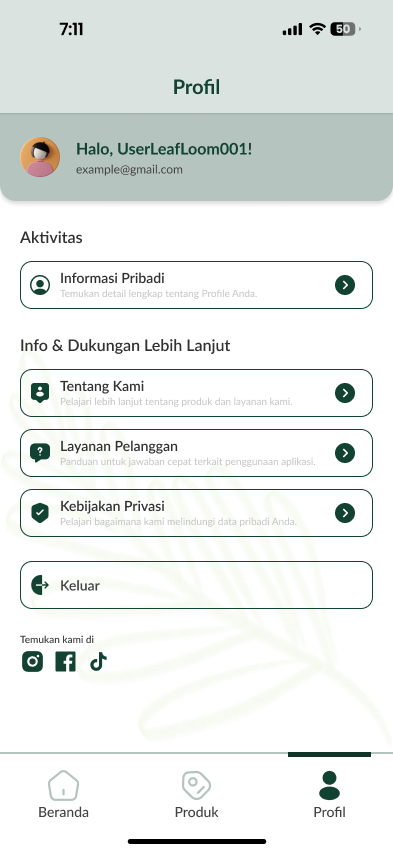 7:11
50
Profil
Halo, UserLeafLoom001!
example@gmail.com
Aktivitas
Informasi Pribadi
Temukan detail lengkap tentang Profile Anda.
Info & Dukungan Lebih Lanjut
Tentang Kami
Pelajari lebih lanjut tentang produk dan layanan kami.
Layanan Pelanggan
Panduan untuk jawaban cepat terkait penggunaan aplikasi.
Kebijakan Privasi
Pelajari bagaimana kami melindungi data pribadi Anda.
Keluar
Temukan kami di
Beranda
Produk
Profil